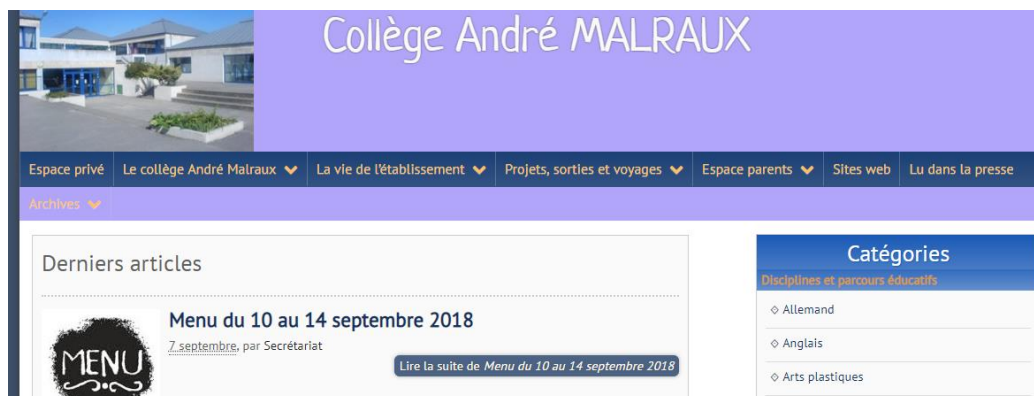 Collège André MALRAUX
Espace privé Le collège André Malraux La vie de l'établissement Projets, sorties et voyages Espace parents Sites web Lu dans la presse
Archives
Derniers articles
MENU
Menu du 10 au 14 septembre 2018
7 septembre, par Secrétariat
Lire la suite de Menu du 10 au 14 septembre 2018
Catégories
Disciplines et parcours éducatifs
Allemand
Anglais
Arts plastiques